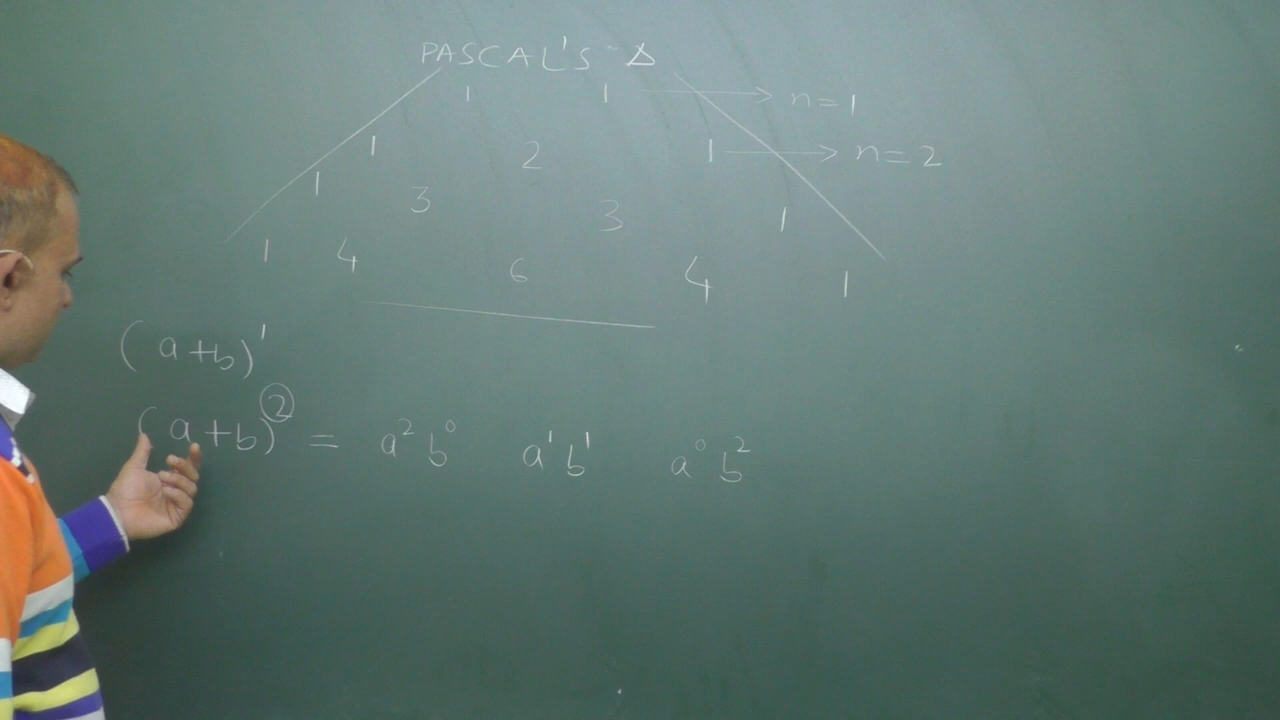 PASCAL'S Δ
1 1 → n=1
1 2 1 → n=2
1 3 3 1
1 4 6 4 1
(a+b)¹
(a+b)² = a²b⁰ a¹b¹ a⁰b²